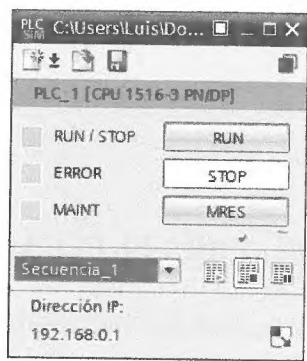 PLC SIM C:\Users\Luis\Do...
PLC_1 [CPU 1516-3 PN/DP]
RUN / STOP RUN
ERROR STOP
MAINT MRES
Secuencia_1
Dirección IP:
192.168.0.1